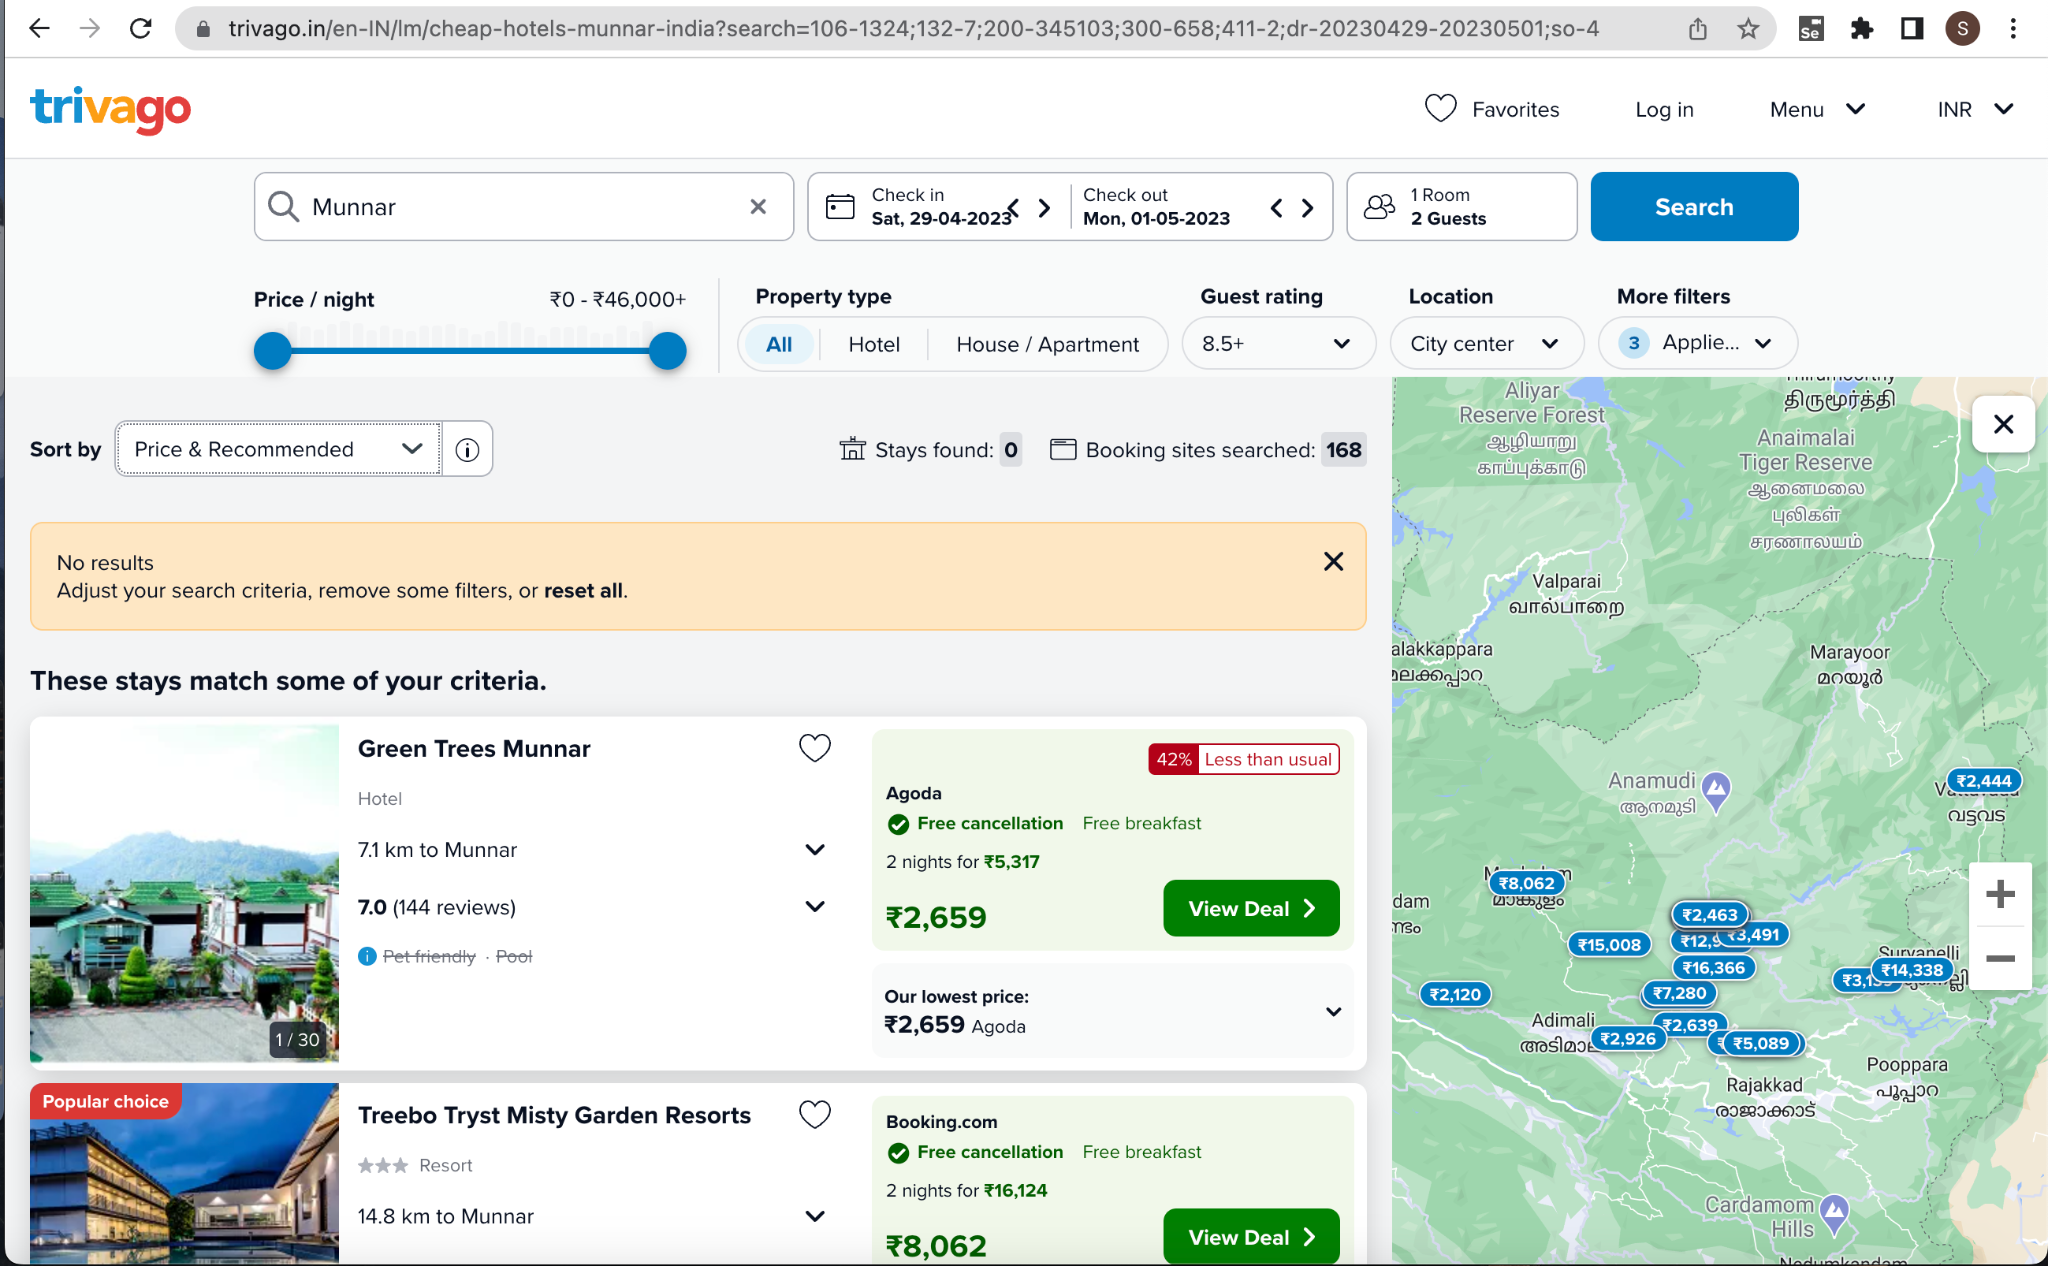 trivago.in/en-IN/lm/cheap-hotels-munnar-india?search=106-1324;132-7;200-345103;300-658;411-2;dr-20230429-20230501;so-4
Se
S
trivago
Favorites
Log in
Menu
INR
Munnar
Check in
Sat, 29-04-2023
Check out
Mon, 01-05-2023
1 Room
2 Guests
Search
Price / night
₹0 - ₹46,000+
Property type
All
Hotel
House / Apartment
Guest rating
8.5+
Location
City center
More filters
3 Applie...
Sort by
Price & Recommended
Stays found: 0
Booking sites searched: 168
No results
Adjust your search criteria, remove some filters, or reset all.
These stays match some of your criteria.
Green Trees Munnar
Hotel
7.1 km to Munnar
7.0 (144 reviews)
Pet friendly · Pool
1 / 30
42% Less than usual
Agoda
Free cancellation Free breakfast
2 nights for ₹5,317
₹2,659
View Deal
Our lowest price:
₹2,659 Agoda
Popular choice
Treebo Tryst Misty Garden Resorts
Resort
14.8 km to Munnar
Booking.com
Free cancellation Free breakfast
2 nights for ₹16,124
₹8,062
View Deal
திருமூர்த்தி
Aliyar
Reserve Forest
ஆழியாறு
காப்புக்காடு
Anaimalai
Tiger Reserve
ஆனைமலை
புலிகள்
சரணாலயம்
Valparai
வால்பாறை
alakkappara
മലക്കപ്പാറ
Marayoor
മറയൂർ
Anamudi
ആനമുടി
₹2,444
വട്ടവട
₹8,062
മാങ്കുളം
dam
₹2,463
₹3,491
₹15,008
₹16,366
Suryanelli
₹14,338
₹2,120
₹7,280
Adimali
₹2,639
₹2,926
₹5,089
Pooppara
പൂപ്പാറ
Rajakkad
രാജാക്കാട്
Cardamom
Hills
Nedumkandam